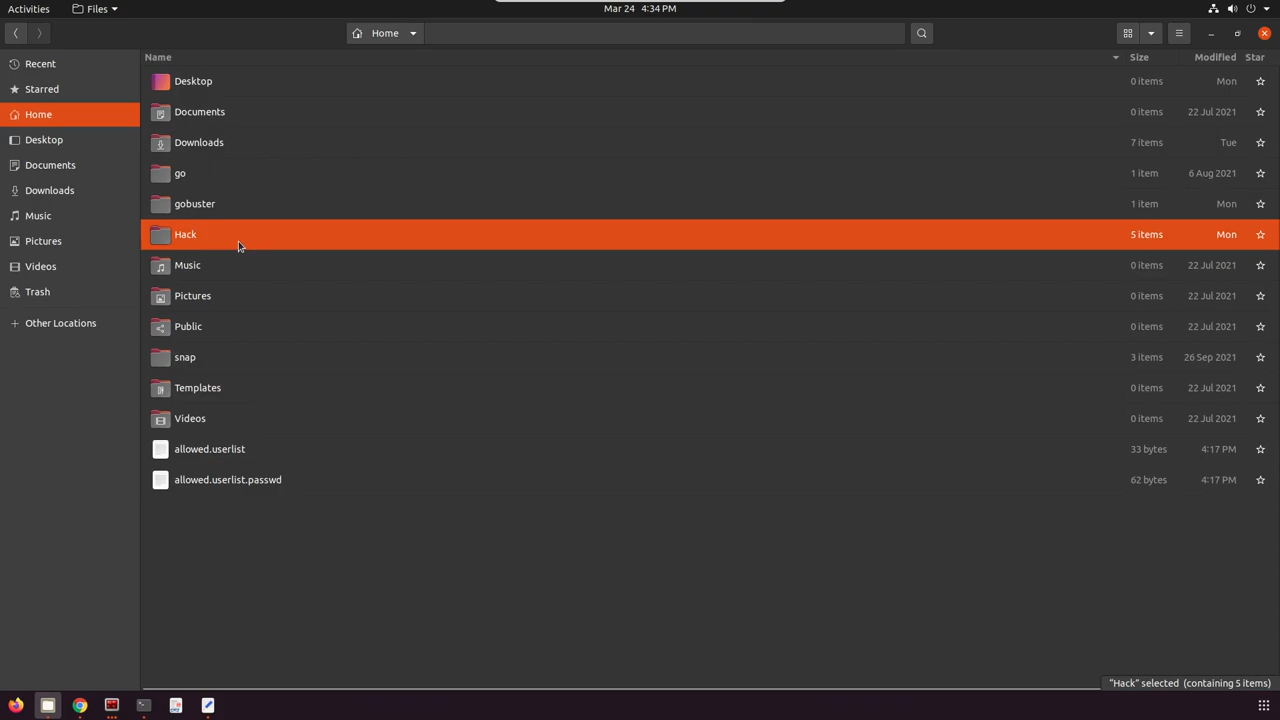 Activities
Files
Mar 24 4:34 PM
Home
Name
Size
Modified
Star
Recent
Starred
Home
Desktop
Documents
Downloads
Music
Pictures
Videos
Trash
Other Locations
Desktop 0 items Mon
Documents 0 items 22 Jul 2021
Downloads 7 items Tue
go 1 item 6 Aug 2021
gobuster 1 item Mon
Hack 5 items Mon
Music 0 items 22 Jul 2021
Pictures 0 items 22 Jul 2021
Public 0 items 22 Jul 2021
snap 3 items 26 Sep 2021
Templates 0 items 22 Jul 2021
Videos 0 items 22 Jul 2021
allowed.userlist 33 bytes 4:17 PM
allowed.userlist.passwd 62 bytes 4:17 PM
"Hack" selected (containing 5 items)